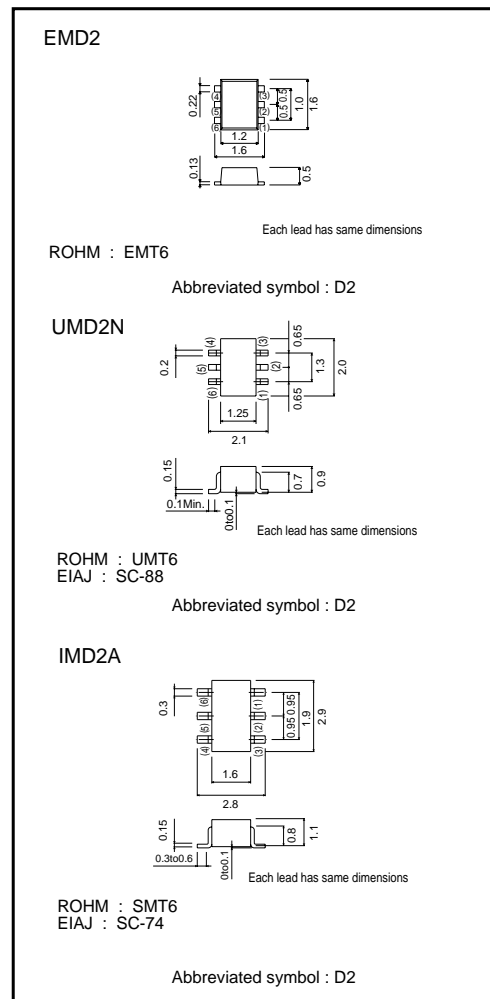 EMD2
0.22
(4)
(3)
(5)
(2)
(6)
(1)
0.5 0.5
1.0
1.6
1.2
1.6
0.13
0.5
Each lead has same dimensions
ROHM : EMT6
Abbreviated symbol : D2
UMD2N
0.2
(4)
(3)
(5)
(2)
(6)
(1)
0.65
1.3
2.0
0.65
1.25
2.1
0.15
0.7
0.9
0.1Min.
0to0.1
Each lead has same dimensions
ROHM : UMT6
EIAJ : SC-88
Abbreviated symbol : D2
IMD2A
0.3
(6)
(1)
(5)
(2)
(4)
(3)
0.95 0.95
1.9
2.9
1.6
2.8
0.15
0.8
1.1
0.3to0.6
0to0.1
Each lead has same dimensions
ROHM : SMT6
EIAJ : SC-74
Abbreviated symbol : D2